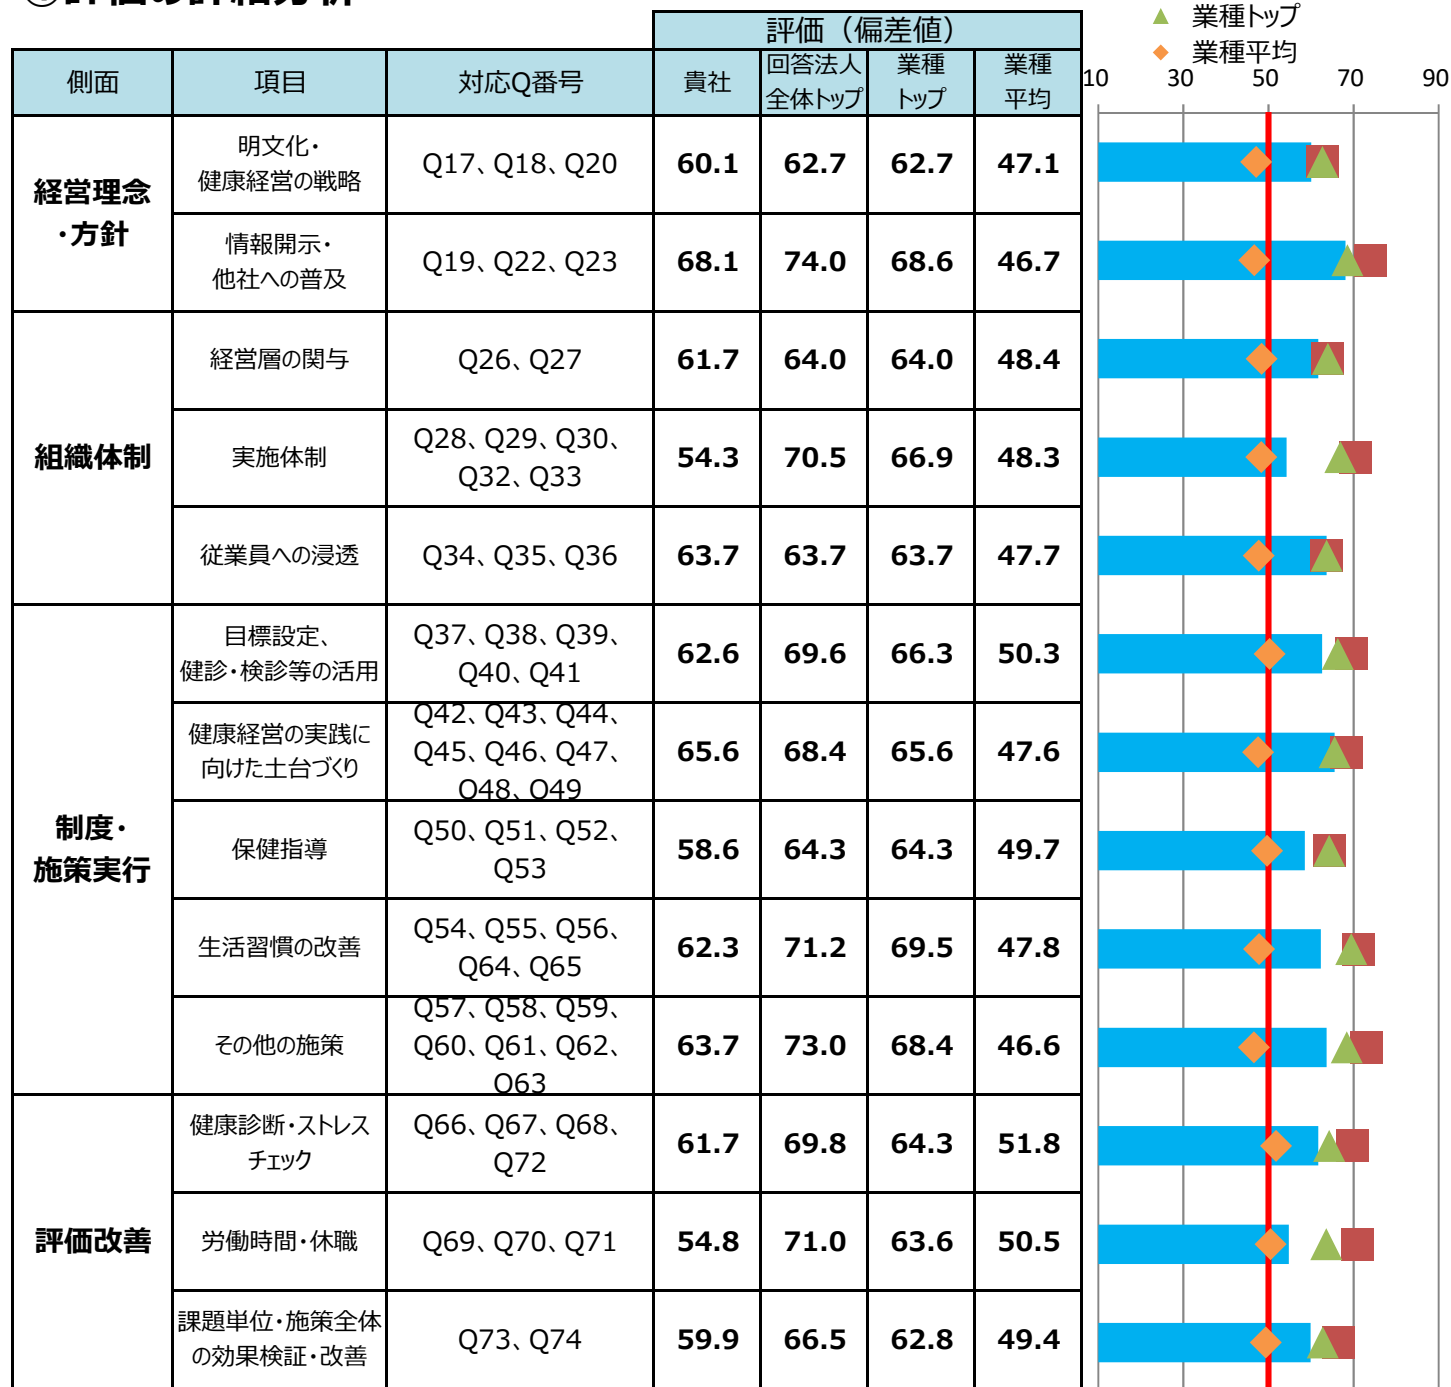 評価の詳細分析
業種トップ
業種平均
評価（偏差値）
側面 項目 対応Q番号 貴社 回答法人 業種 業種
全体トップ トップ 平均
10 30 50 70 90
経営理念
・方針
明文化・
健康経営の戦略
Q17、Q18、Q20 60.1 62.7 62.7 47.1
情報開示・
他社への普及
Q19、Q22、Q23 68.1 74.0 68.6 46.7
組織体制
経営層の関与 Q26、Q27 61.7 64.0 64.0 48.4
実施体制
Q28、Q29、Q30、
Q32、Q33
54.3 70.5 66.9 48.3
従業員への浸透 Q34、Q35、Q36 63.7 63.7 63.7 47.7
制度・
施策実行
目標設定、
健診・検診等の活用
Q37、Q38、Q39、
Q40、Q41
62.6 69.6 66.3 50.3
健康経営の実践に
向けた土台づくり
Q42、Q43、Q44、
Q45、Q46、Q47、
Q48、Q49
65.6 68.4 65.6 47.6
保健指導
Q50、Q51、Q52、
Q53
58.6 64.3 64.3 49.7
生活習慣の改善
Q54、Q55、Q56、
Q64、Q65
62.3 71.2 69.5 47.8
その他の施策
Q57、Q58、Q59、
Q60、Q61、Q62、
Q63
63.7 73.0 68.4 46.6
評価改善
健康診断・ストレス
チェック
Q66、Q67、Q68、
Q72
61.7 69.8 64.3 51.8
労働時間・休職 Q69、Q70、Q71 54.8 71.0 63.6 50.5
課題単位・施策全体
の効果検証・改善
Q73、Q74 59.9 66.5 62.8 49.4